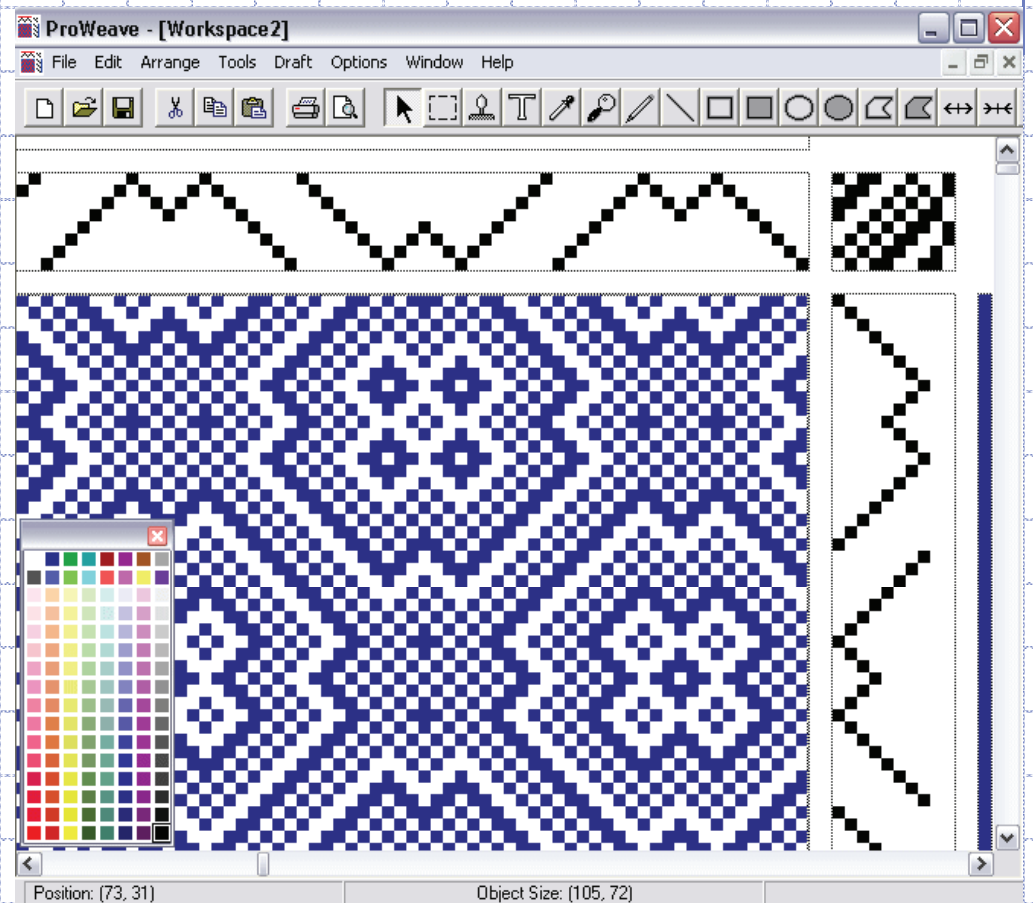 ProWeave - [Workspace2]
File Edit Arrange Tools Draft Options Window Help
T
Position: (73, 31) Object Size: (105, 72)